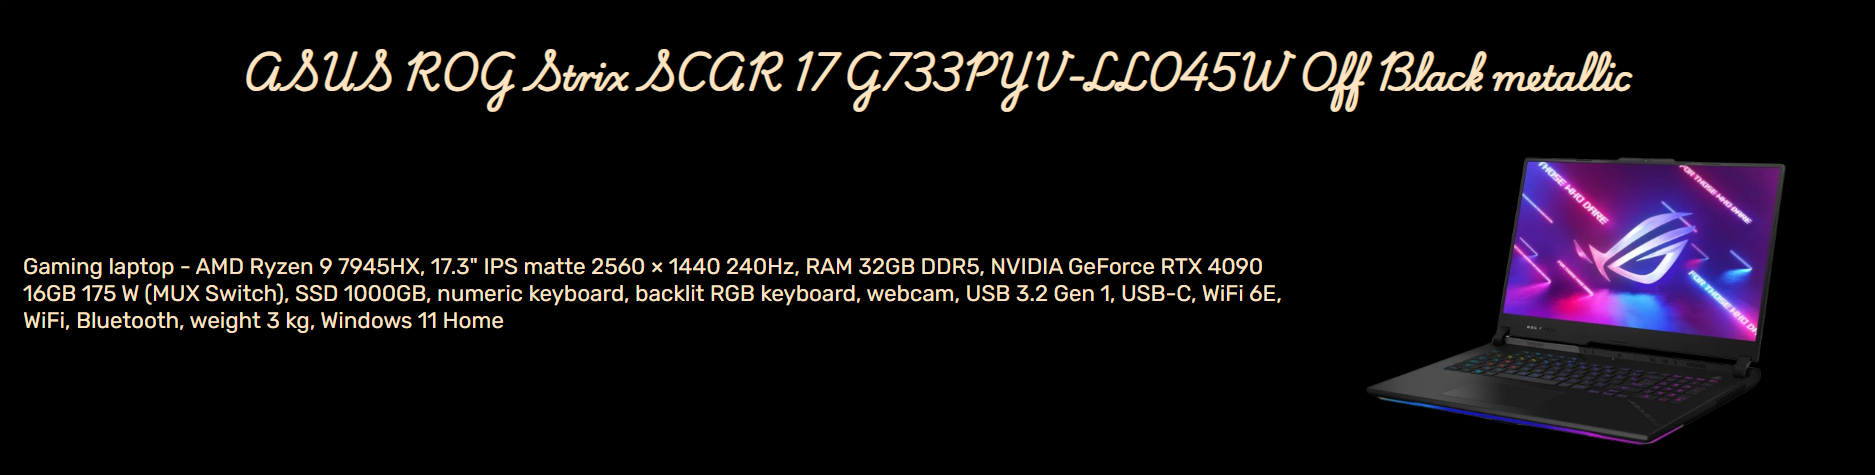 ASUS ROG Strix SCAR 17 G733PYV-LL045W Off Black metallic
Gaming laptop - AMD Ryzen 9 7945HX, 17.3" IPS matte 2560 × 1440 240Hz, RAM 32GB DDR5, NVIDIA GeForce RTX 4090
16GB 175 W (MUX Switch), SSD 1000GB, numeric keyboard, backlit RGB keyboard, webcam, USB 3.2 Gen 1, USB-C, WiFi 6E,
WiFi, Bluetooth, weight 3 kg, Windows 11 Home
THOSE WHO DARE
FOR THOSE WHO DARE
FOR THOSE WHO